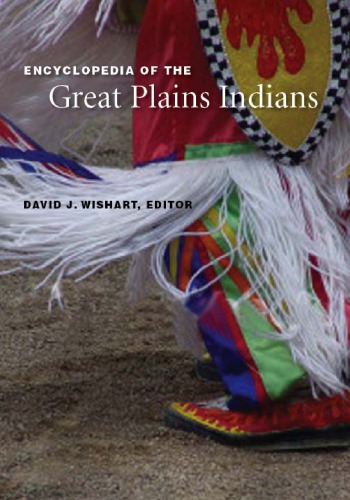 ENCYCLOPEDIA OF THE
Great Plains Indians
DAVID J. WISHART, EDITOR